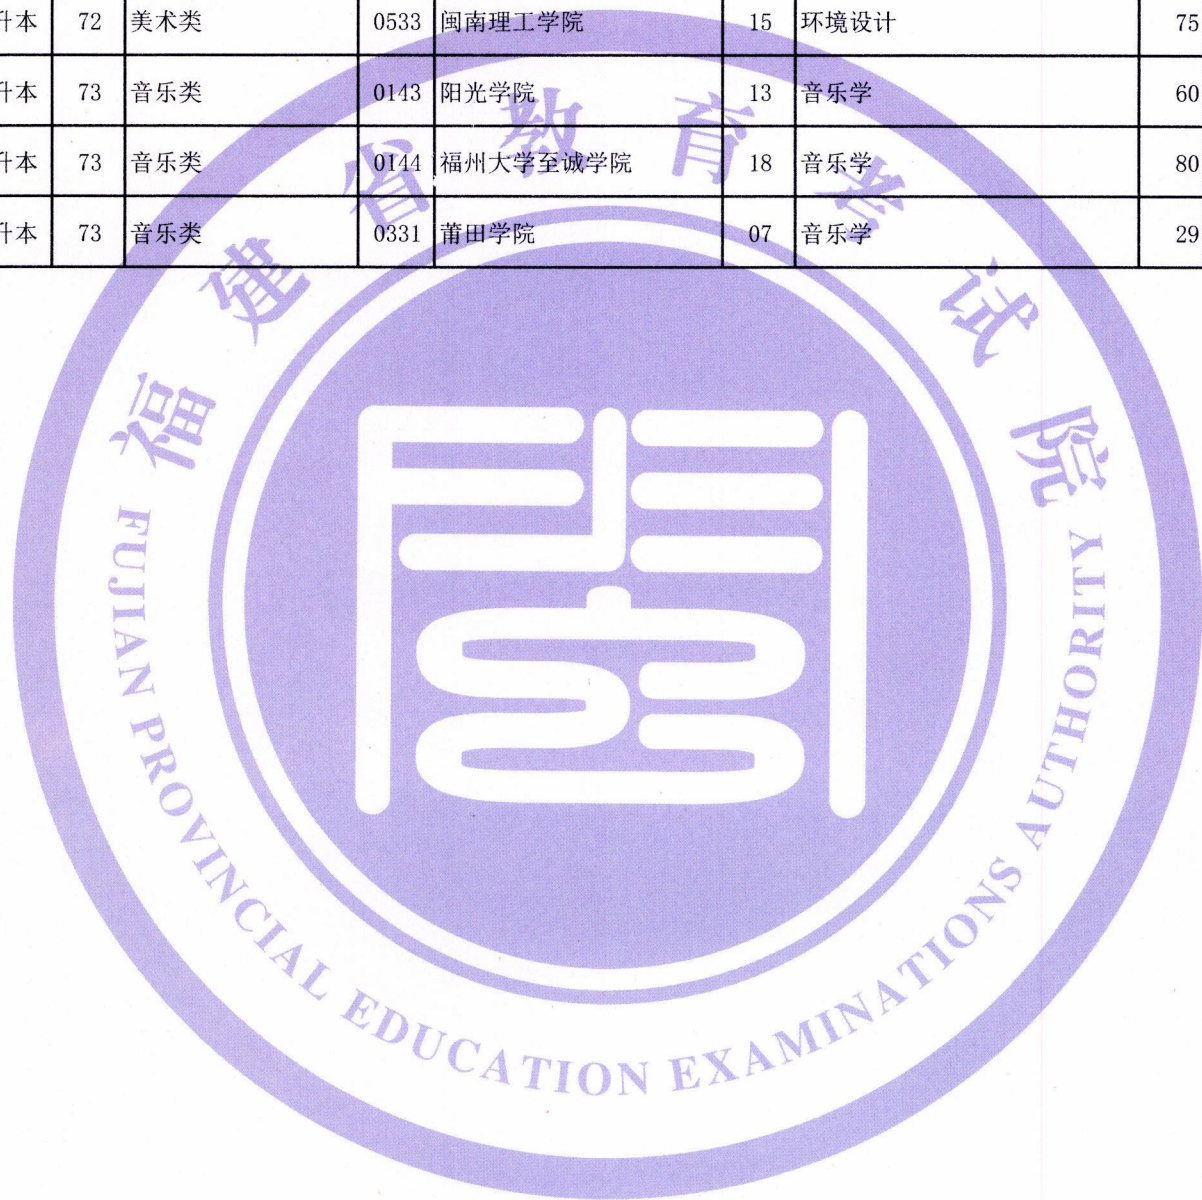 升本 72 美术类 0533 闽南理工学院 15 环境设计 75
升本 73 音乐类 0143 阳光学院 13 音乐学 60
升本 73 音乐类 0144 福州大学至诚学院 18 音乐学 80
升本 73 音乐类 0331 莆田学院 07 音乐学 29
福建省教育考试院
FUJIAN PROVINCIAL EDUCATION EXAMINATIONS AUTHORITY